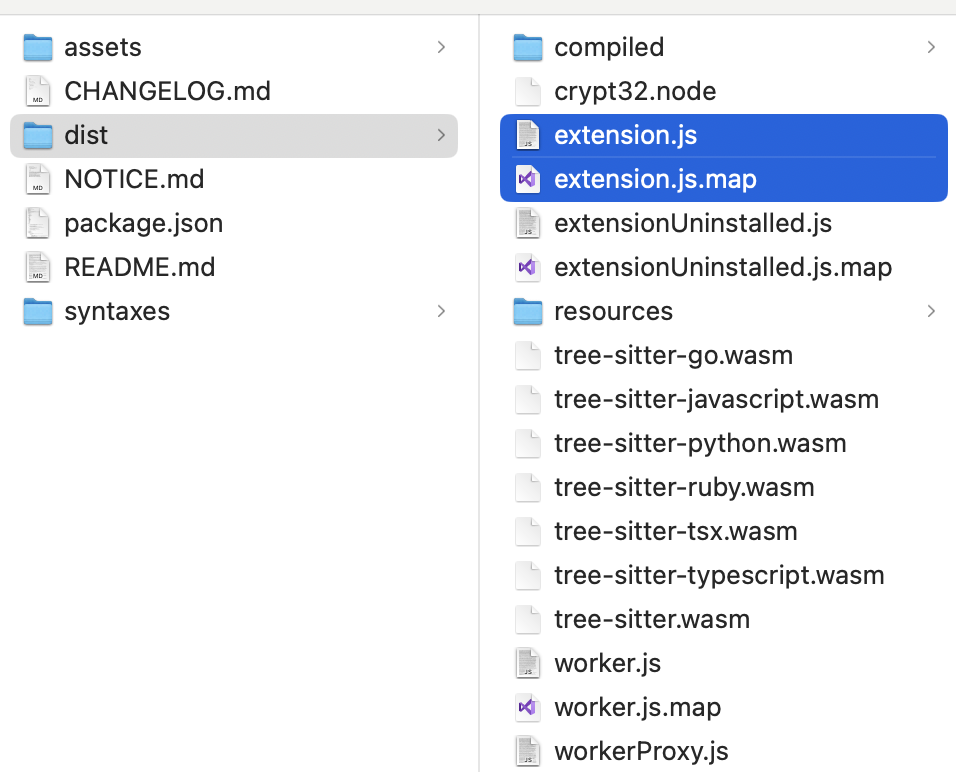 assets
CHANGELOG.md
dist
NOTICE.md
package.json
README.md
syntaxes
compiled
crypt32.node
extension.js
extension.js.map
extensionUninstalled.js
extensionUninstalled.js.map
resources
tree-sitter-go.wasm
tree-sitter-javascript.wasm
tree-sitter-python.wasm
tree-sitter-ruby.wasm
tree-sitter-tsx.wasm
tree-sitter-typescript.wasm
tree-sitter.wasm
worker.js
worker.js.map
workerProxy.js